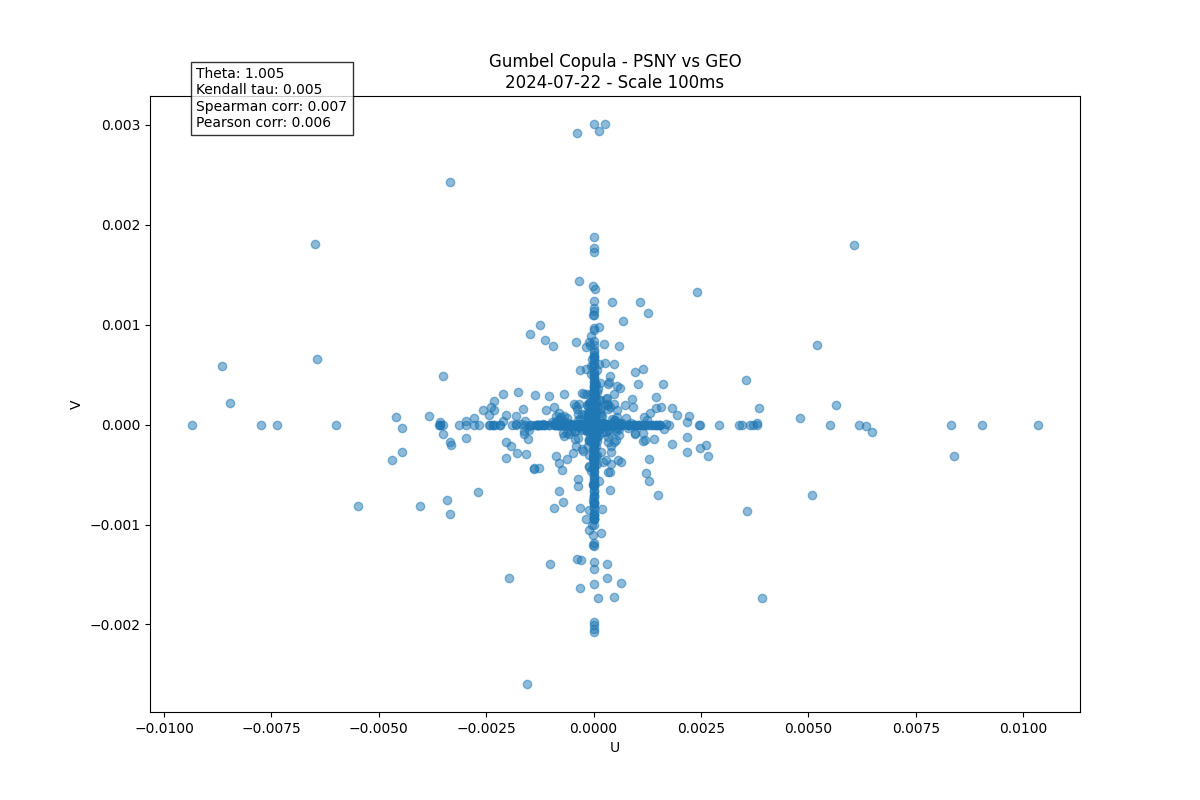 Gumbel Copula - PSNY vs GEO
2024-07-22 - Scale 100ms
Theta: 1.005
Kendall tau: 0.005
Spearman corr: 0.007
Pearson corr: 0.006
0.003
0.002
0.001
0.000
−0.001
−0.002
V
−0.0100 −0.0075 −0.0050 −0.0025 0.0000 0.0025 0.0050 0.0075 0.0100
U